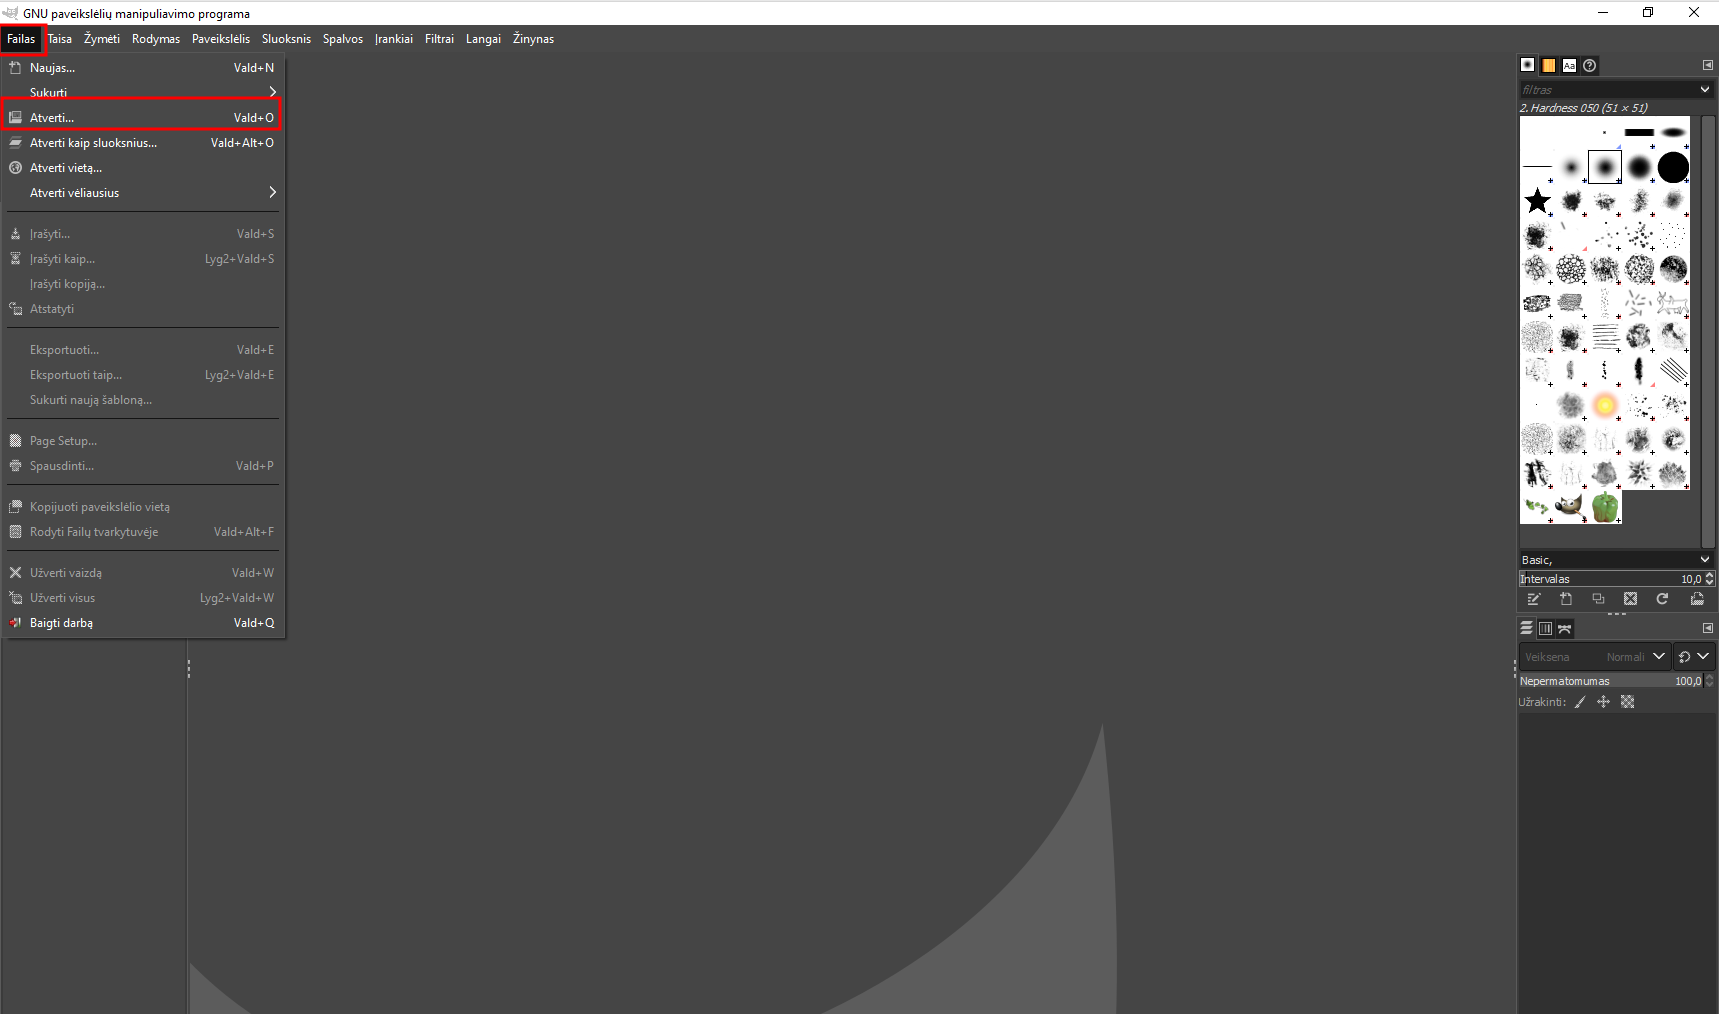 GNU paveikslėlių manipuliavimo programa
Failas Taisa Žymėti Rodymas Paveikslėlis Sluoksnis Spalvos Įrankiai Filtrai Langai Žinynas
Naujas... Vald+N
Sukurti
Atverti... Vald+O
Atverti kaip sluoksnius... Vald+Alt+O
Atverti vietą...
Atverti vėliausius
Įrašyti... Vald+S
Įrašyti kaip... Lyg2+Vald+S
Įrašyti kopiją...
Atstatyti
Eksportuoti... Vald+E
Eksportuoti taip... Lyg2+Vald+E
Sukurti naują šabloną...
Page Setup...
Spausdinti... Vald+P
Kopijuoti paveikslėlio vietą
Rodyti Failų tvarkytuvėje Vald+Alt+F
Užverti vaizdą Vald+W
Užverti visus Lyg2+Vald+W
Baigti darbą Vald+Q
Aa
filtras
2. Hardness 050 (51 × 51)
Basic,
Intervalas 10,0
Veiksena Normali
Nepermatomumas 100,0
Užrakinti: